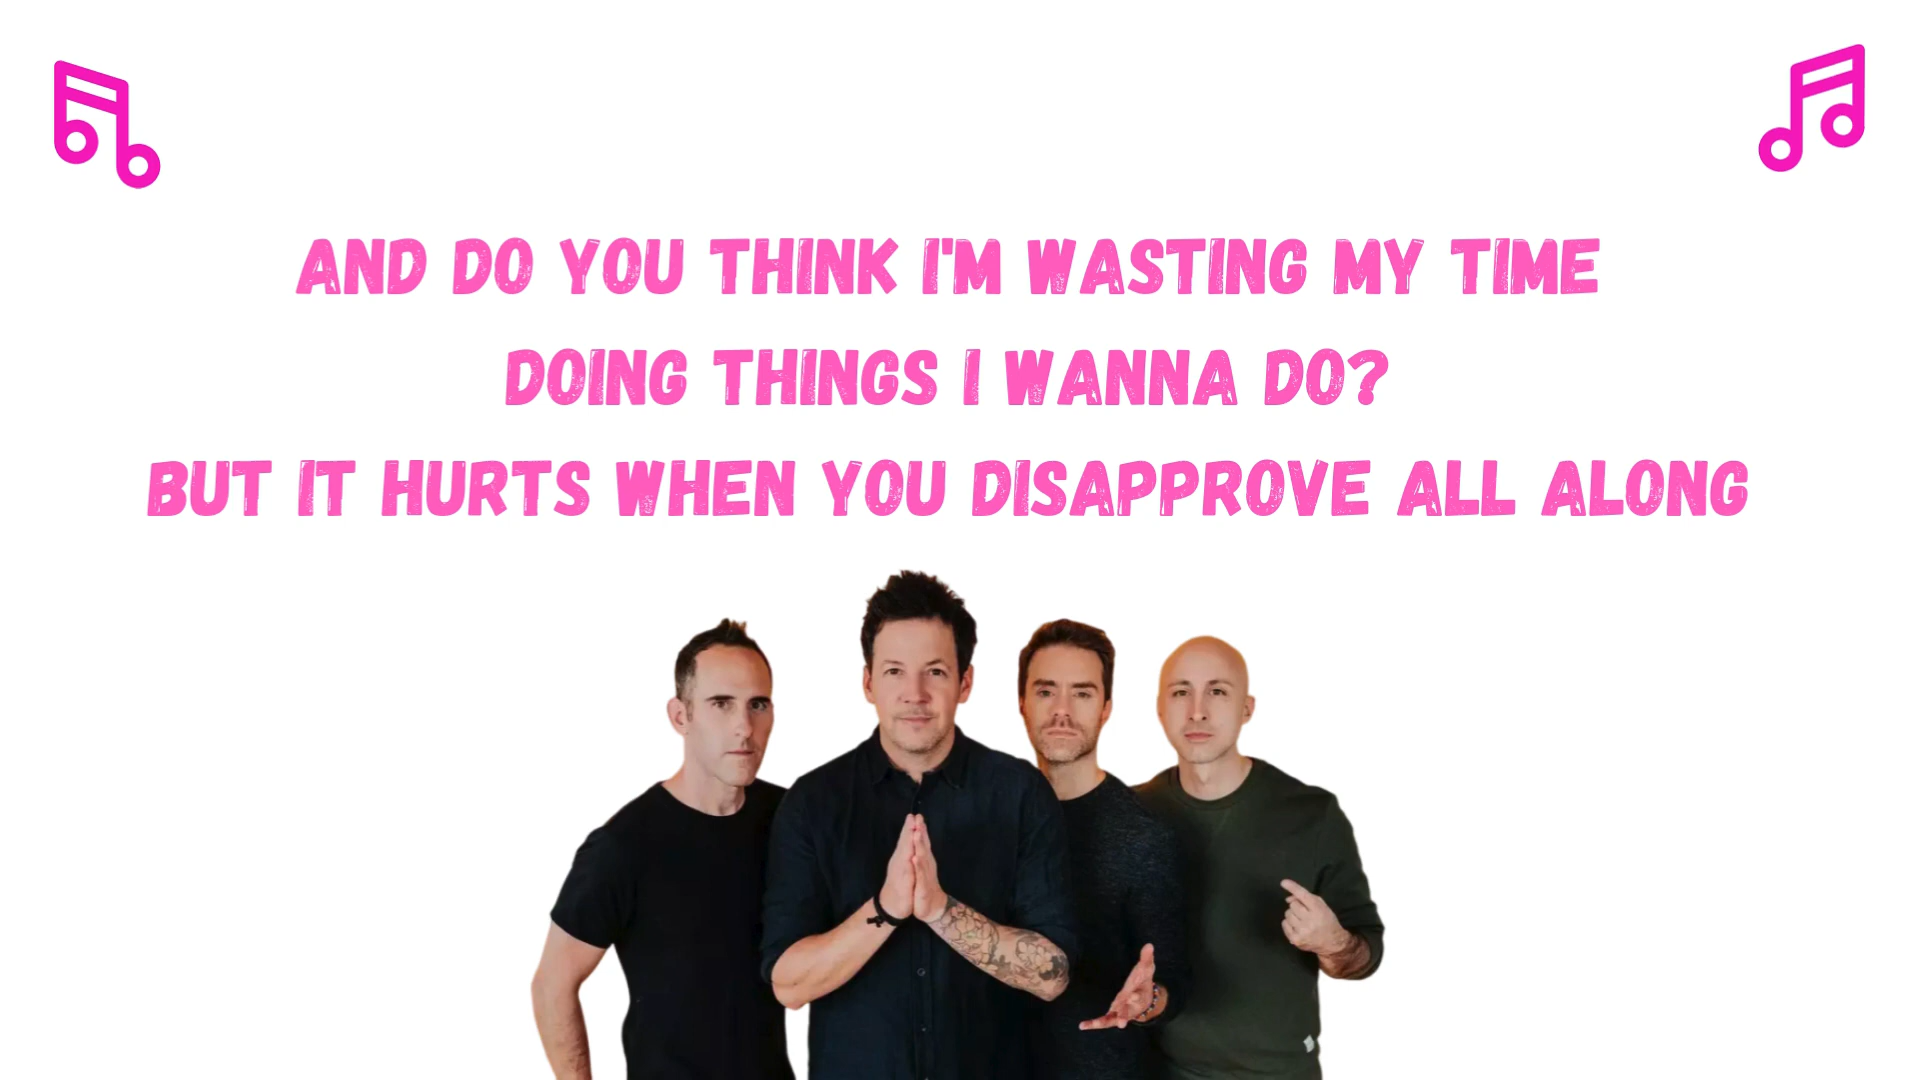 AND DO YOU THINK I'M WASTING MY TIME
DOING THINGS I WANNA DO?
BUT IT HURTS WHEN YOU DISAPPROVE ALL ALONG